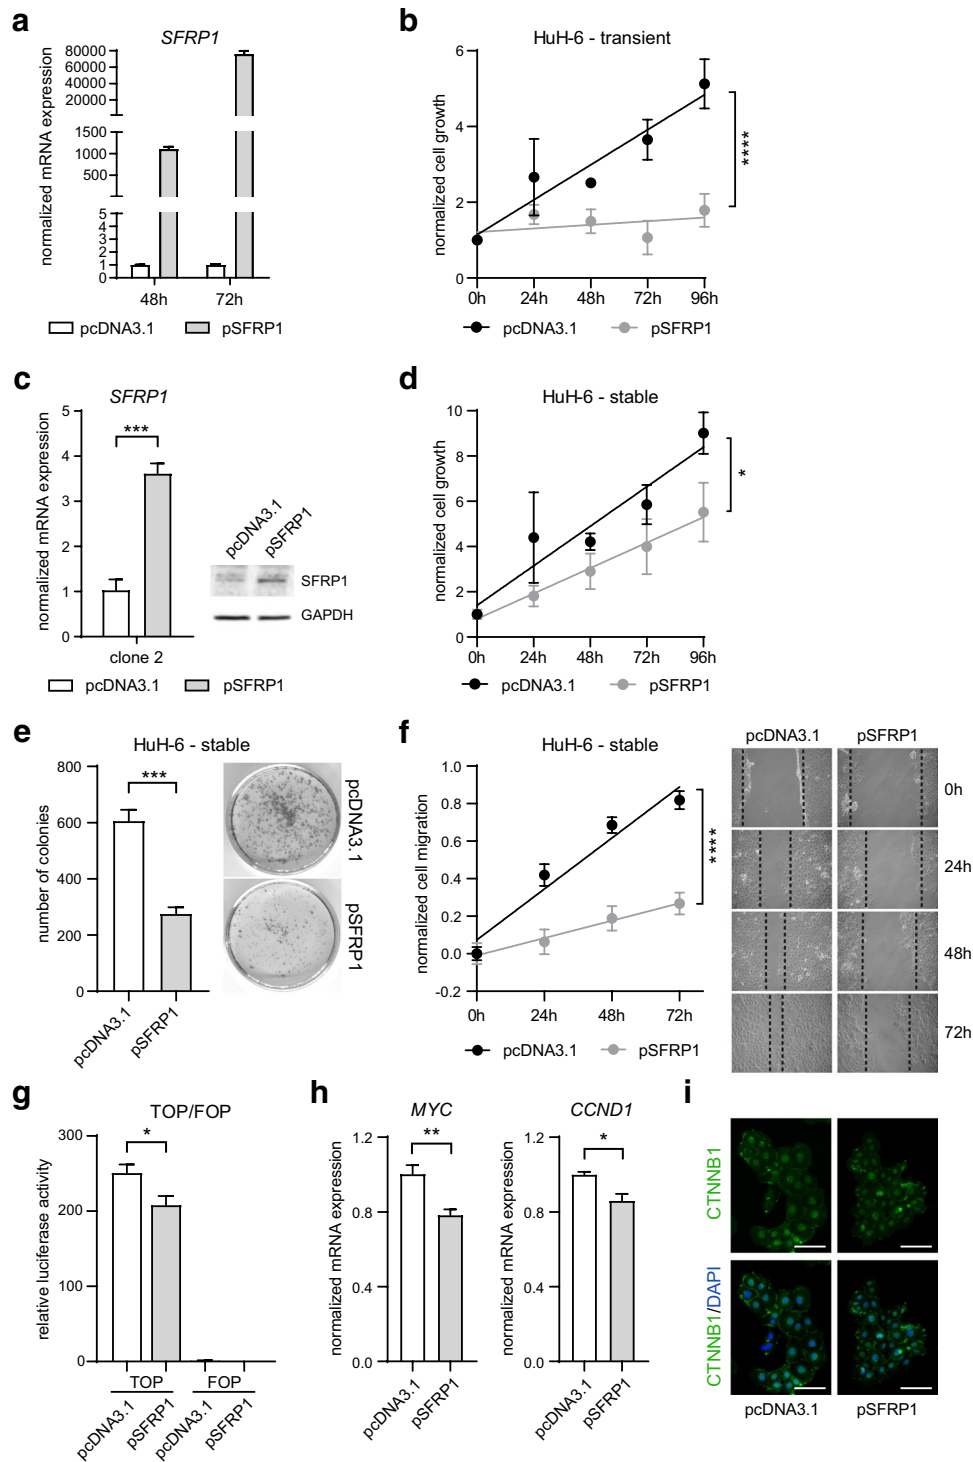 a
SFRP1
normalized mRNA expression
80000
60000
40000
20000
1500
1000
500
5
4
3
2
1
0
48h 72h
pcDNA3.1 pSFRP1
b
HuH-6 - transient
normalized cell growth
6
4
2
0
0h 24h 48h 72h 96h
****
pcDNA3.1 pSFRP1
c
SFRP1
normalized mRNA expression
5
4
3
2
1
0
***
clone 2
pcDNA3.1 pSFRP1
pcDNA3.1 pSFRP1
SFRP1
GAPDH
d
HuH-6 - stable
normalized cell growth
10
8
6
4
2
0
0h 24h 48h 72h 96h
*
pcDNA3.1 pSFRP1
e
HuH-6 - stable
number of colonies
800
600
400
200
0
***
pcDNA3.1 pSFRP1
pcDNA3.1
pSFRP1
f
HuH-6 - stable
normalized cell migration
1.0
0.8
0.6
0.4
0.2
0.0
-0.2
0h 24h 48h 72h
****
pcDNA3.1 pSFRP1
pcDNA3.1 pSFRP1
0h
24h
48h
72h
g
TOP/FOP
relative luciferase activity
300
200
100
0
*
TOP FOP
pcDNA3.1 pSFRP1 pcDNA3.1 pSFRP1
h
MYC
normalized mRNA expression
1.2
0.8
0.4
0.0
**
pcDNA3.1 pSFRP1
CCND1
normalized mRNA expression
1.2
0.8
0.4
0.0
*
pcDNA3.1 pSFRP1
i
CTNNB1
CTNNB1/DAPI
pcDNA3.1 pSFRP1